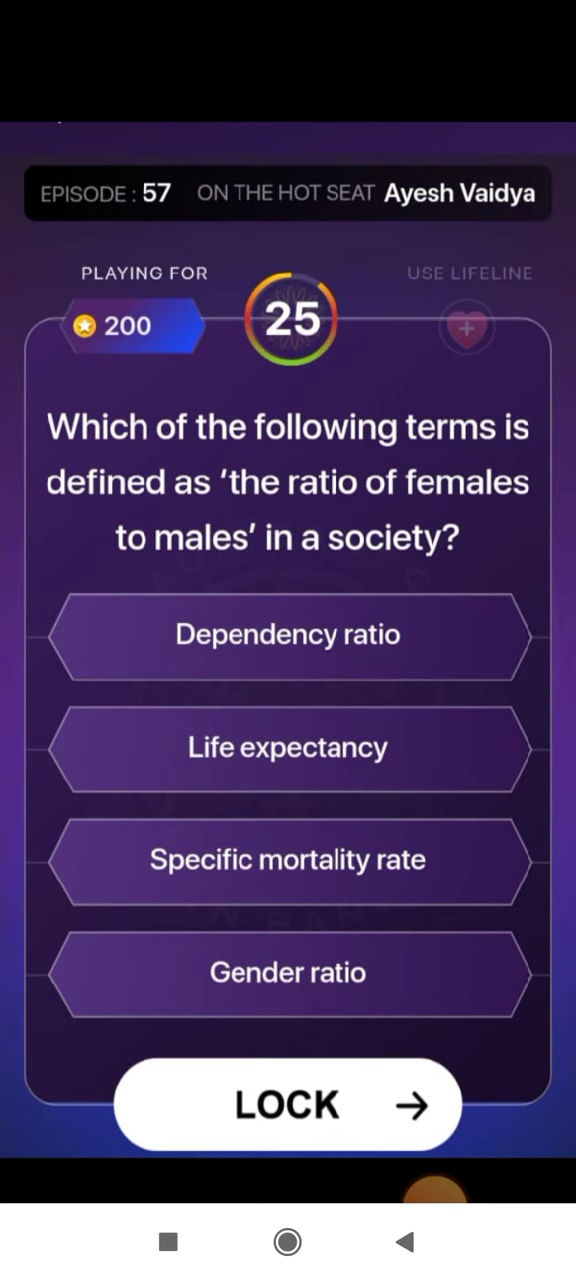 EPISODE : 57 ON THE HOT SEAT Ayesh Vaidya
PLAYING FOR
USE LIFELINE
200
25
Which of the following terms is
defined as ‘the ratio of females
to males’ in a society?
Dependency ratio
Life expectancy
Specific mortality rate
Gender ratio
LOCK